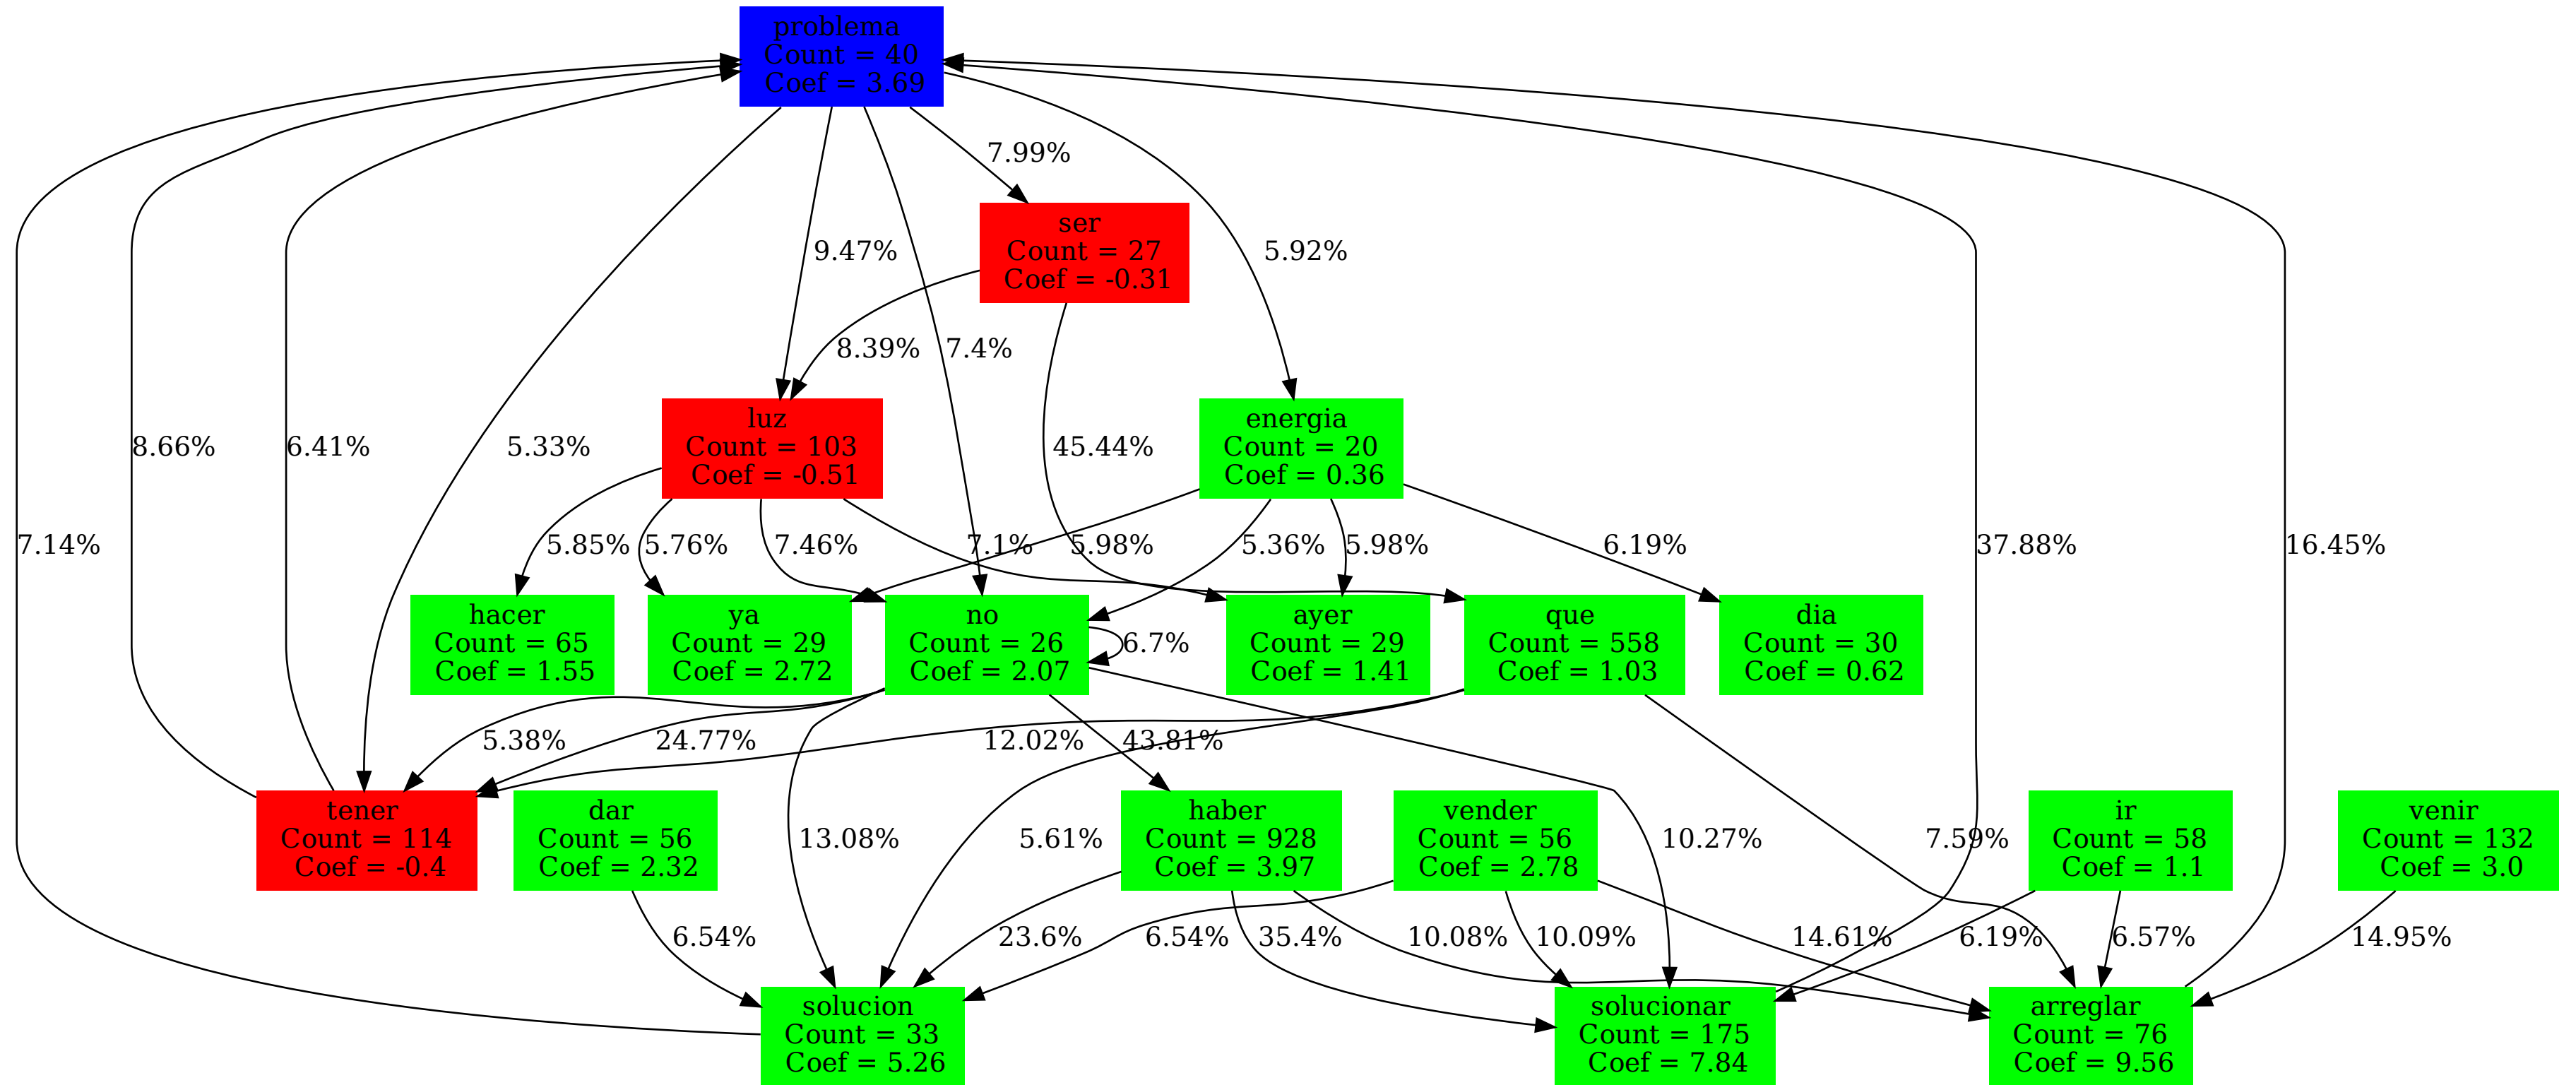 problema
Count = 40
Coef = 3.69
7.99%
ser
Count = 27
Coef = -0.31
9.47%
5.92%
8.39%
7.4%
luz
Count = 103
Coef = -0.51
energia
Count = 20
Coef = 0.36
8.66%
6.41%
5.33%
45.44%
7.14%
5.85%
5.76%
7.46%
7.1%
5.98%
5.36%
5.98%
6.19%
37.88%
16.45%
hacer
Count = 65
Coef = 1.55
ya
Count = 29
Coef = 2.72
no
Count = 26
Coef = 2.07
6.7%
ayer
Count = 29
Coef = 1.41
que
Count = 558
Coef = 1.03
dia
Count = 30
Coef = 0.62
5.38%
24.77%
12.02%
43.81%
tener
Count = 114
Coef = -0.4
dar
Count = 56
Coef = 2.32
13.08%
5.61%
haber
Count = 928
Coef = 3.97
vender
Count = 56
Coef = 2.78
10.27%
7.59%
ir
Count = 58
Coef = 1.1
venir
Count = 132
Coef = 3.0
6.54%
23.6%
6.54%
35.4%
10.08%
10.09%
14.61%
6.19%
6.57%
14.95%
solucion
Count = 33
Coef = 5.26
solucionar
Count = 175
Coef = 7.84
arreglar
Count = 76
Coef = 9.56